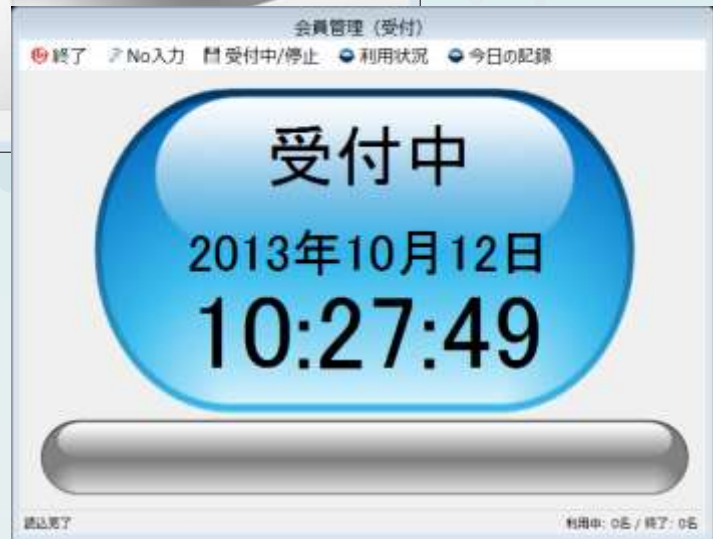 会員管理（受付）
終了 No入力 受付中/停止 利用状況 今日の記録
受付中
2013年10月12日
10:27:49
読込完了 利用中: 0名 / 終了: 0名